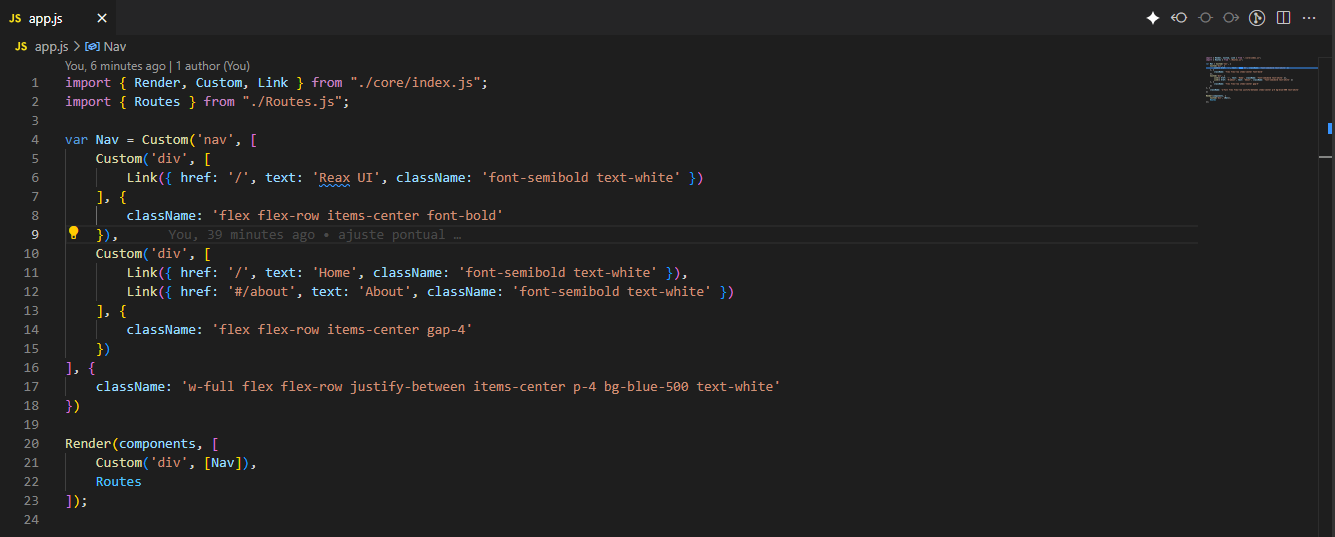 JS app.js ×
JS app.js > Nav
You, 6 minutes ago | 1 author (You)
1 import { Render, Custom, Link } from "./core/index.js";
2 import { Routes } from "./Routes.js";
3
4 var Nav = Custom('nav', [
5     Custom('div', [
6         Link({ href: '/', text: 'Reax UI', className: 'font-semibold text-white' })
7     ], {
8         className: 'flex flex-row items-center font-bold'
9     }),     You, 39 minutes ago • ajuste pontual …
10     Custom('div', [
11         Link({ href: '/', text: 'Home', className: 'font-semibold text-white' }),
12         Link({ href: '#/about', text: 'About', className: 'font-semibold text-white' })
13     ], {
14         className: 'flex flex-row items-center gap-4'
15     })
16 ], {
17     className: 'w-full flex flex-row justify-between items-center p-4 bg-blue-500 text-white'
18 })
19
20 Render(components, [
21     Custom('div', [Nav]),
22     Routes
23 ]);
24